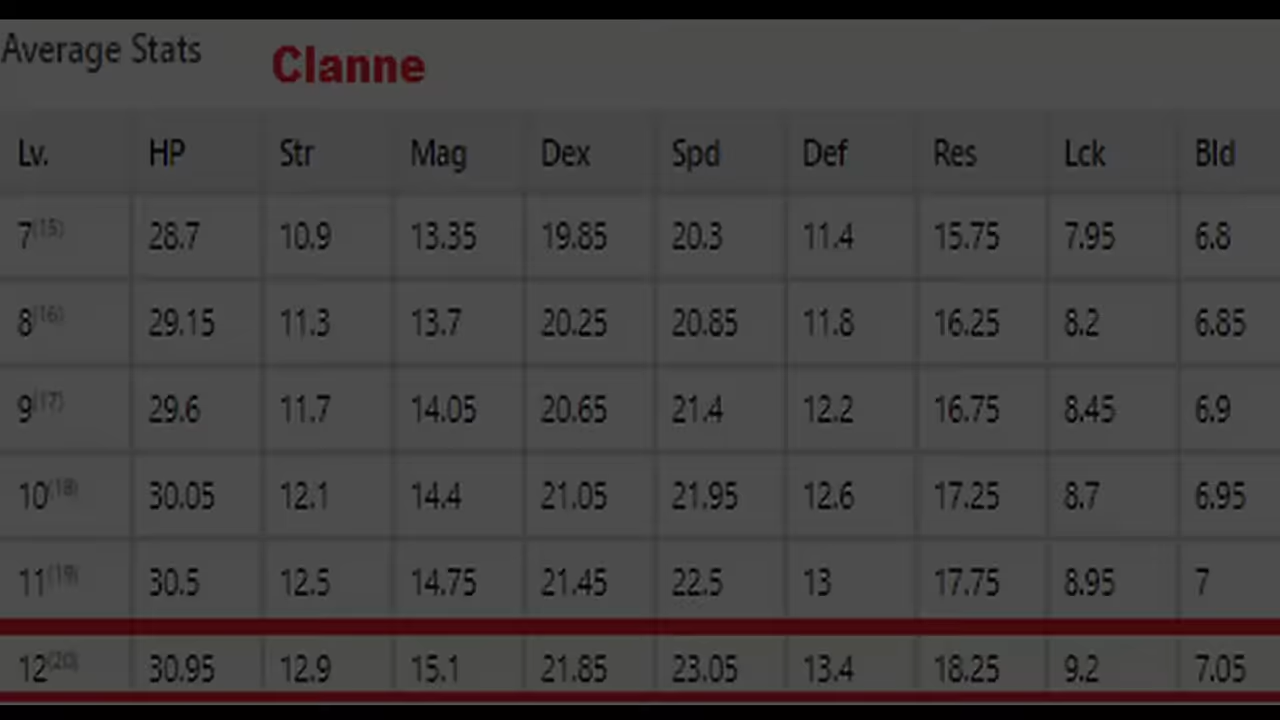 Average Stats Clanne
Lv. HP Str Mag Dex Spd Def Res Lck Bld
7(15) 28.7 10.9 13.35 19.85 20.3 11.4 15.75 7.95 6.8
8(16) 29.15 11.3 13.7 20.25 20.85 11.8 16.25 8.2 6.85
9(17) 29.6 11.7 14.05 20.65 21.4 12.2 16.75 8.45 6.9
10(18) 30.05 12.1 14.4 21.05 21.95 12.6 17.25 8.7 6.95
11(19) 30.5 12.5 14.75 21.45 22.5 13 17.75 8.95 7
12(20) 30.95 12.9 15.1 21.85 23.05 13.4 18.25 9.2 7.05